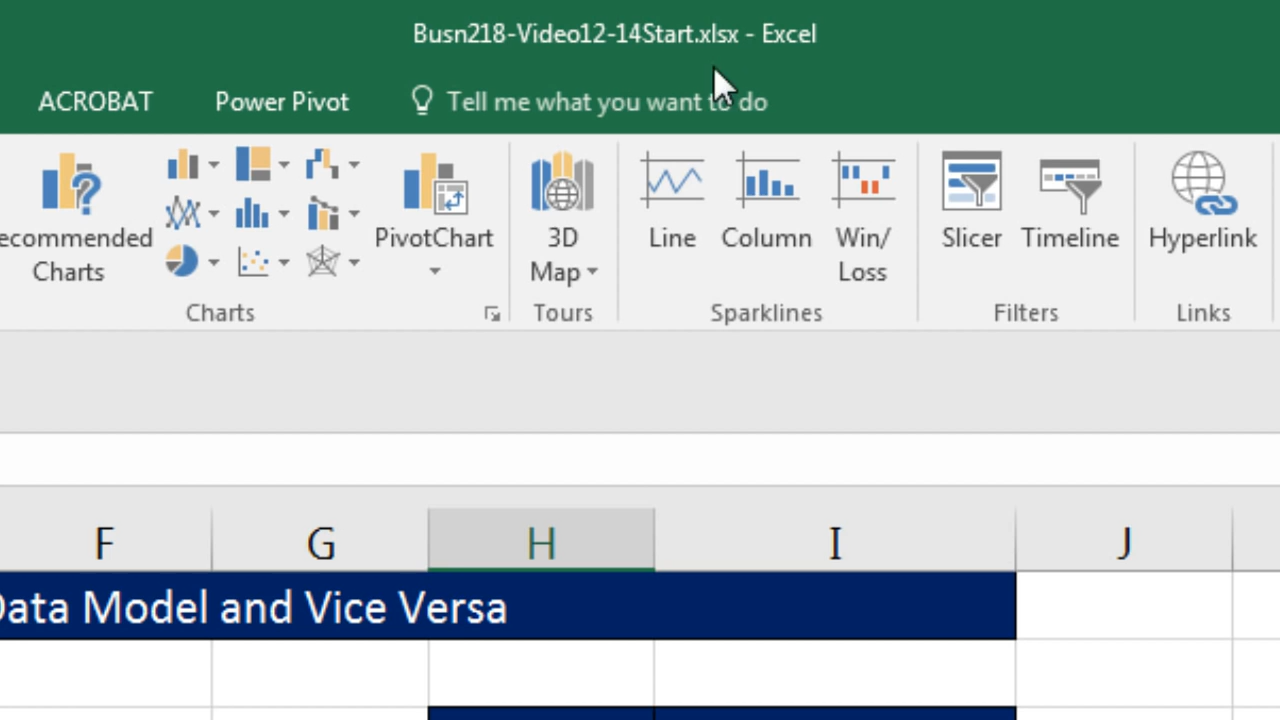 Busn218-Video12-14Start.xlsx - Excel
ACROBAT Power Pivot Tell me what you want to do
ecommended Charts
PivotChart
3D Map
Line Column Win/ Loss
Slicer Timeline
Hyperlink
Charts Tours Sparklines Filters Links
F G H I J
Data Model and Vice Versa